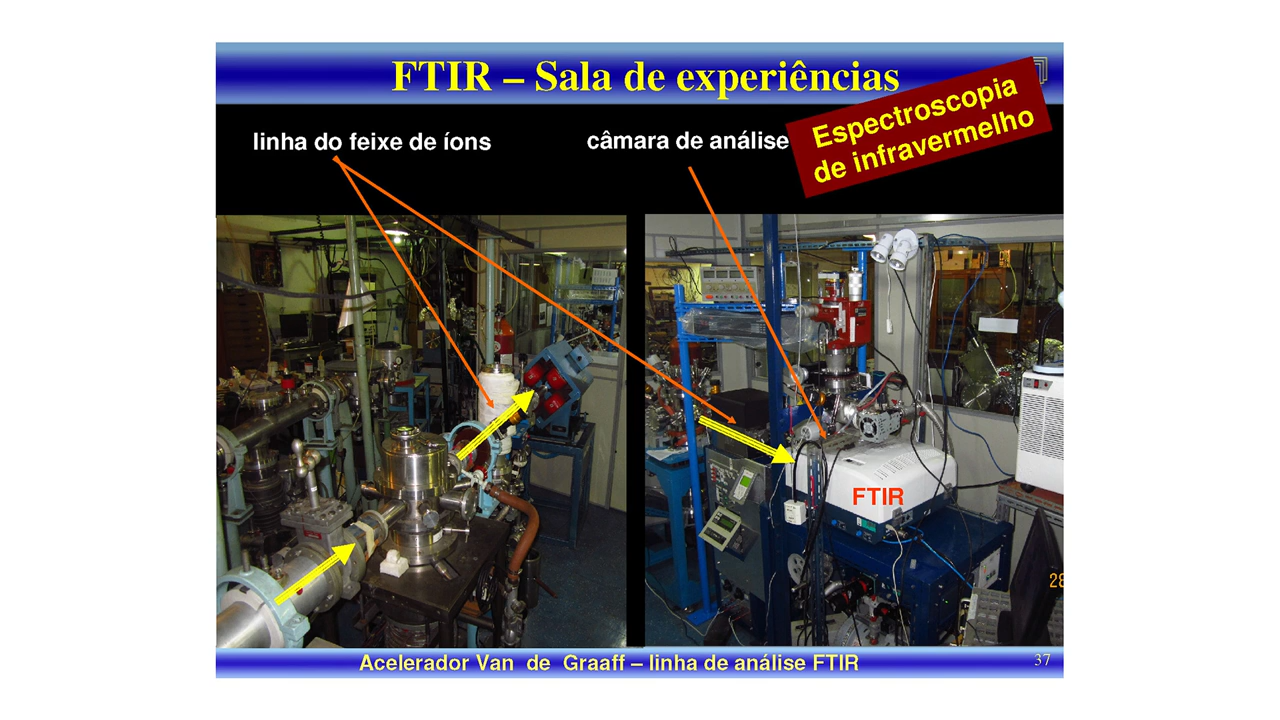 FTIR – Sala de experiências
Espectroscopia
de infravermelho
linha do feixe de íons
câmara de análise
FTIR
28
Acelerador Van de Graaff – linha de análise FTIR
37